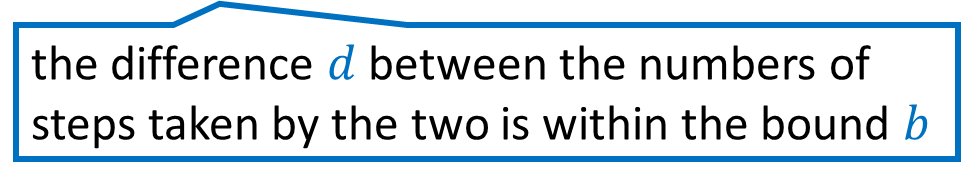 the difference d between the numbers of
steps taken by the two is within the bound b